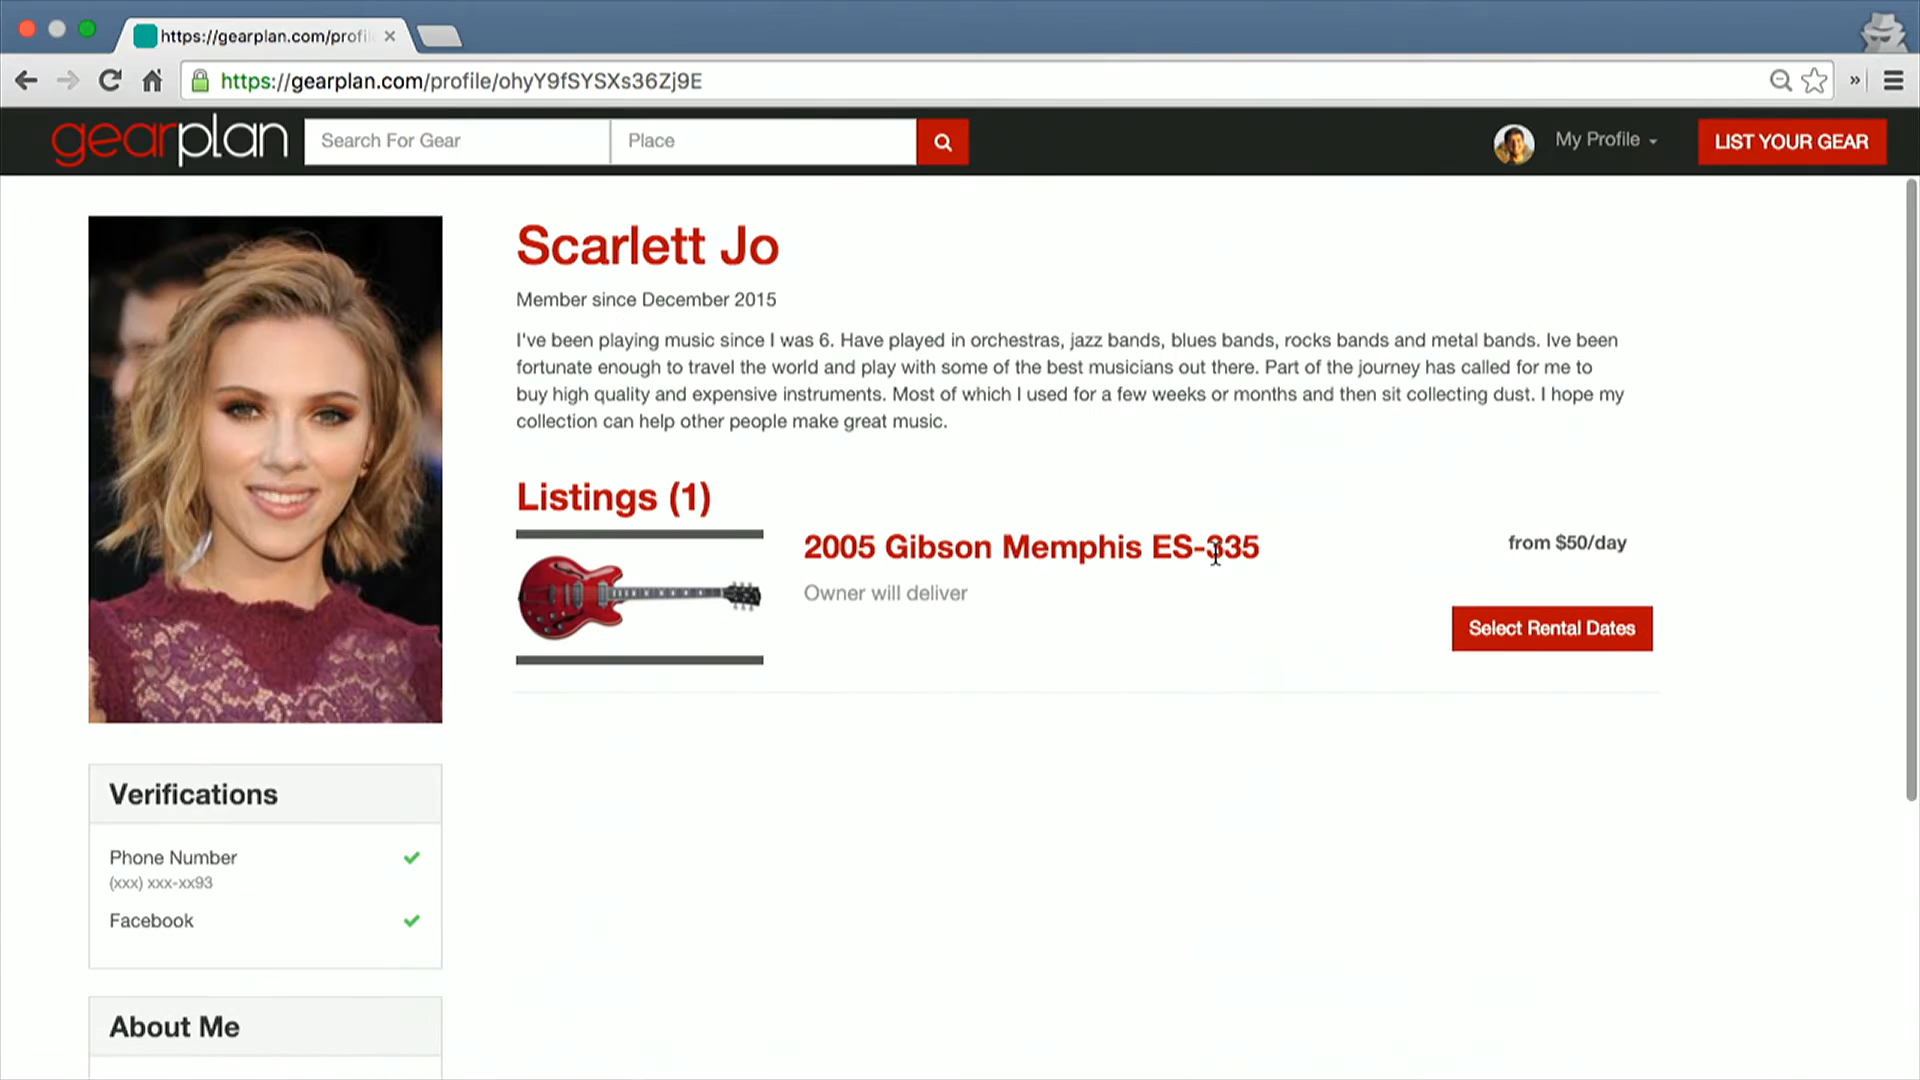 https://gearplan.com/profil
https://gearplan.com/profile/ohyY9fSYSXs36Zj9E
gearplan
Search For Gear
Place
My Profile
LIST YOUR GEAR
Scarlett Jo
Member since December 2015
I've been playing music since I was 6. Have played in orchestras, jazz bands, blues bands, rocks bands and metal bands. Ive been
fortunate enough to travel the world and play with some of the best musicians out there. Part of the journey has called for me to
buy high quality and expensive instruments. Most of which I used for a few weeks or months and then sit collecting dust. I hope my
collection can help other people make great music.
Listings (1)
2005 Gibson Memphis ES-335
from $50/day
Owner will deliver
Select Rental Dates
Verifications
Phone Number
(xxx) xxx-xx93
Facebook
About Me